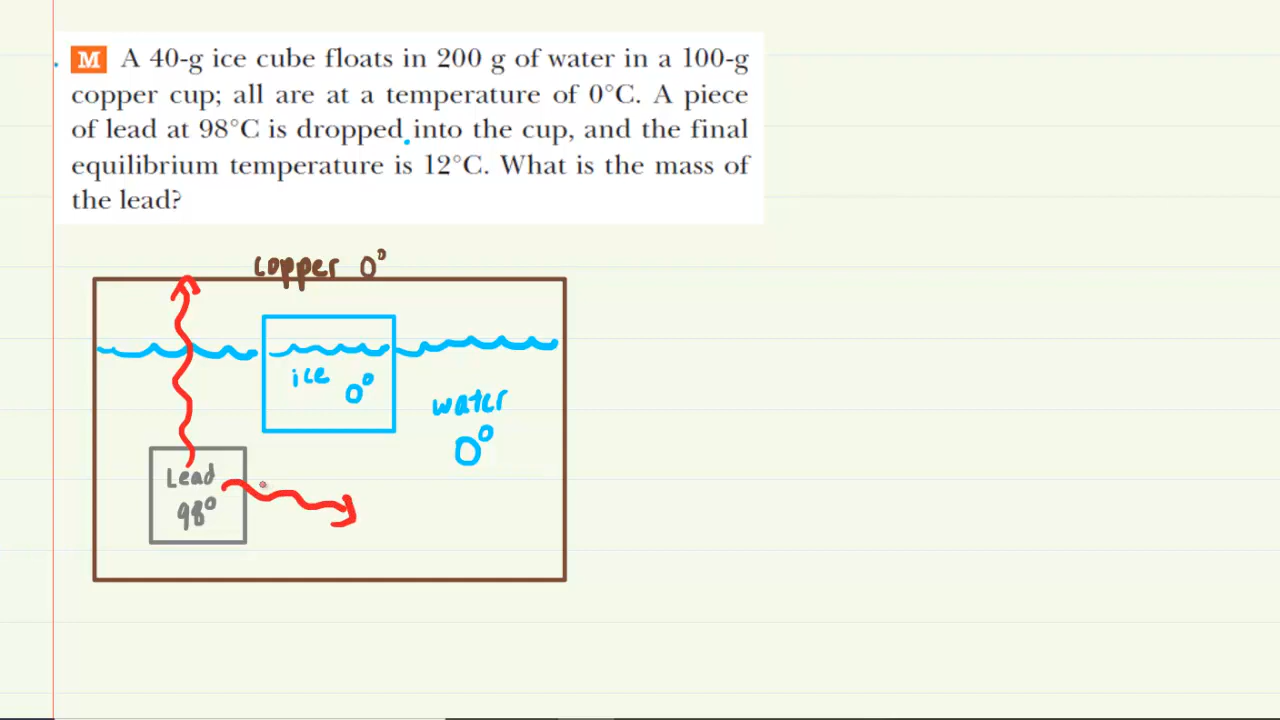 M A 40-g ice cube floats in 200 g of water in a 100-g
copper cup; all are at a temperature of 0°C. A piece
of lead at 98°C is dropped into the cup, and the final
equilibrium temperature is 12°C. What is the mass of
the lead?
copper 0°
ice 0°
water
0°
Lead
98°